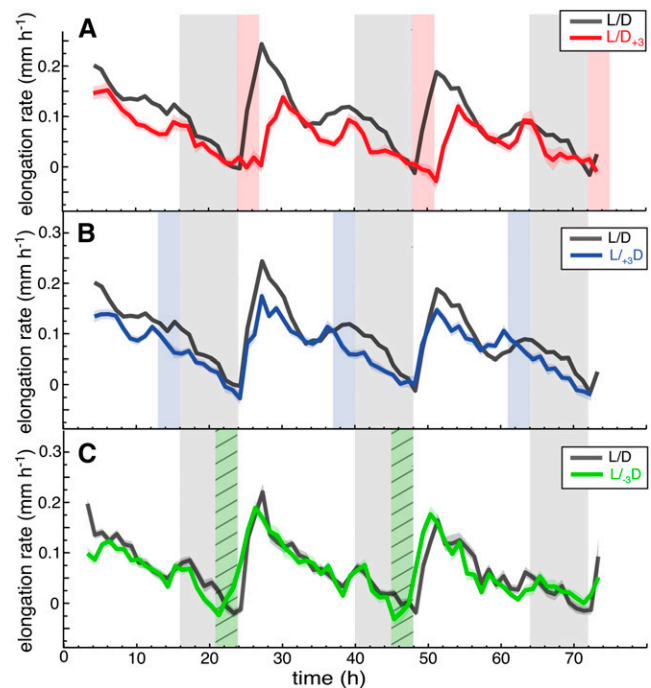 A
L/D
L/D+3
elongation rate (mm h-1)
0.2
0.1
0
B
L/D
L/+3D
elongation rate (mm h-1)
0.3
0.2
0.1
0
C
L/D
L/-3D
elongation rate (mm h-1)
0.3
0.2
0.1
0
0 10 20 30 40 50 60 70
time (h)